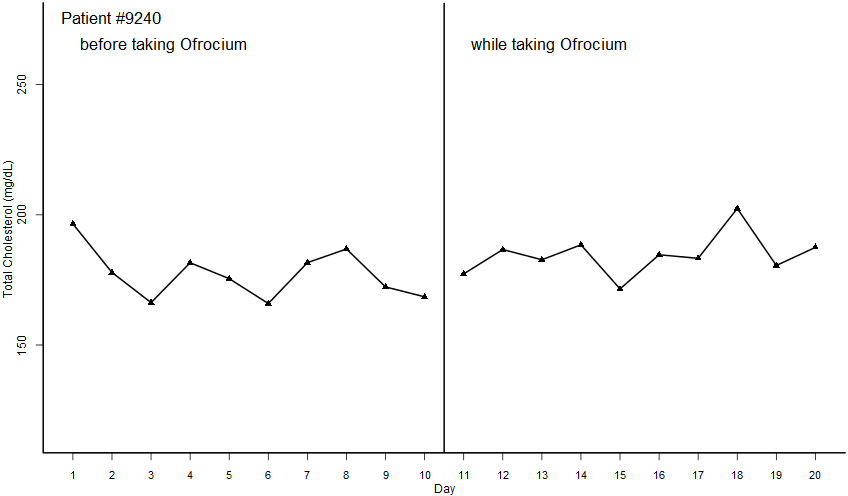 Patient #9240
before taking Ofrocium
while taking Ofrocium
Total Cholesterol (mg/dL)
250
200
150
1 2 3 4 5 6 7 8 9 10 11 12 13 14 15 16 17 18 19 20
Day